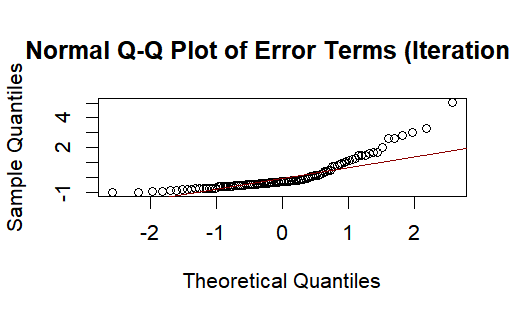 Normal Q-Q Plot of Error Terms (Iteration
Sample Quantiles
4
2
-1
-2
-1
0
1
2
Theoretical Quantiles